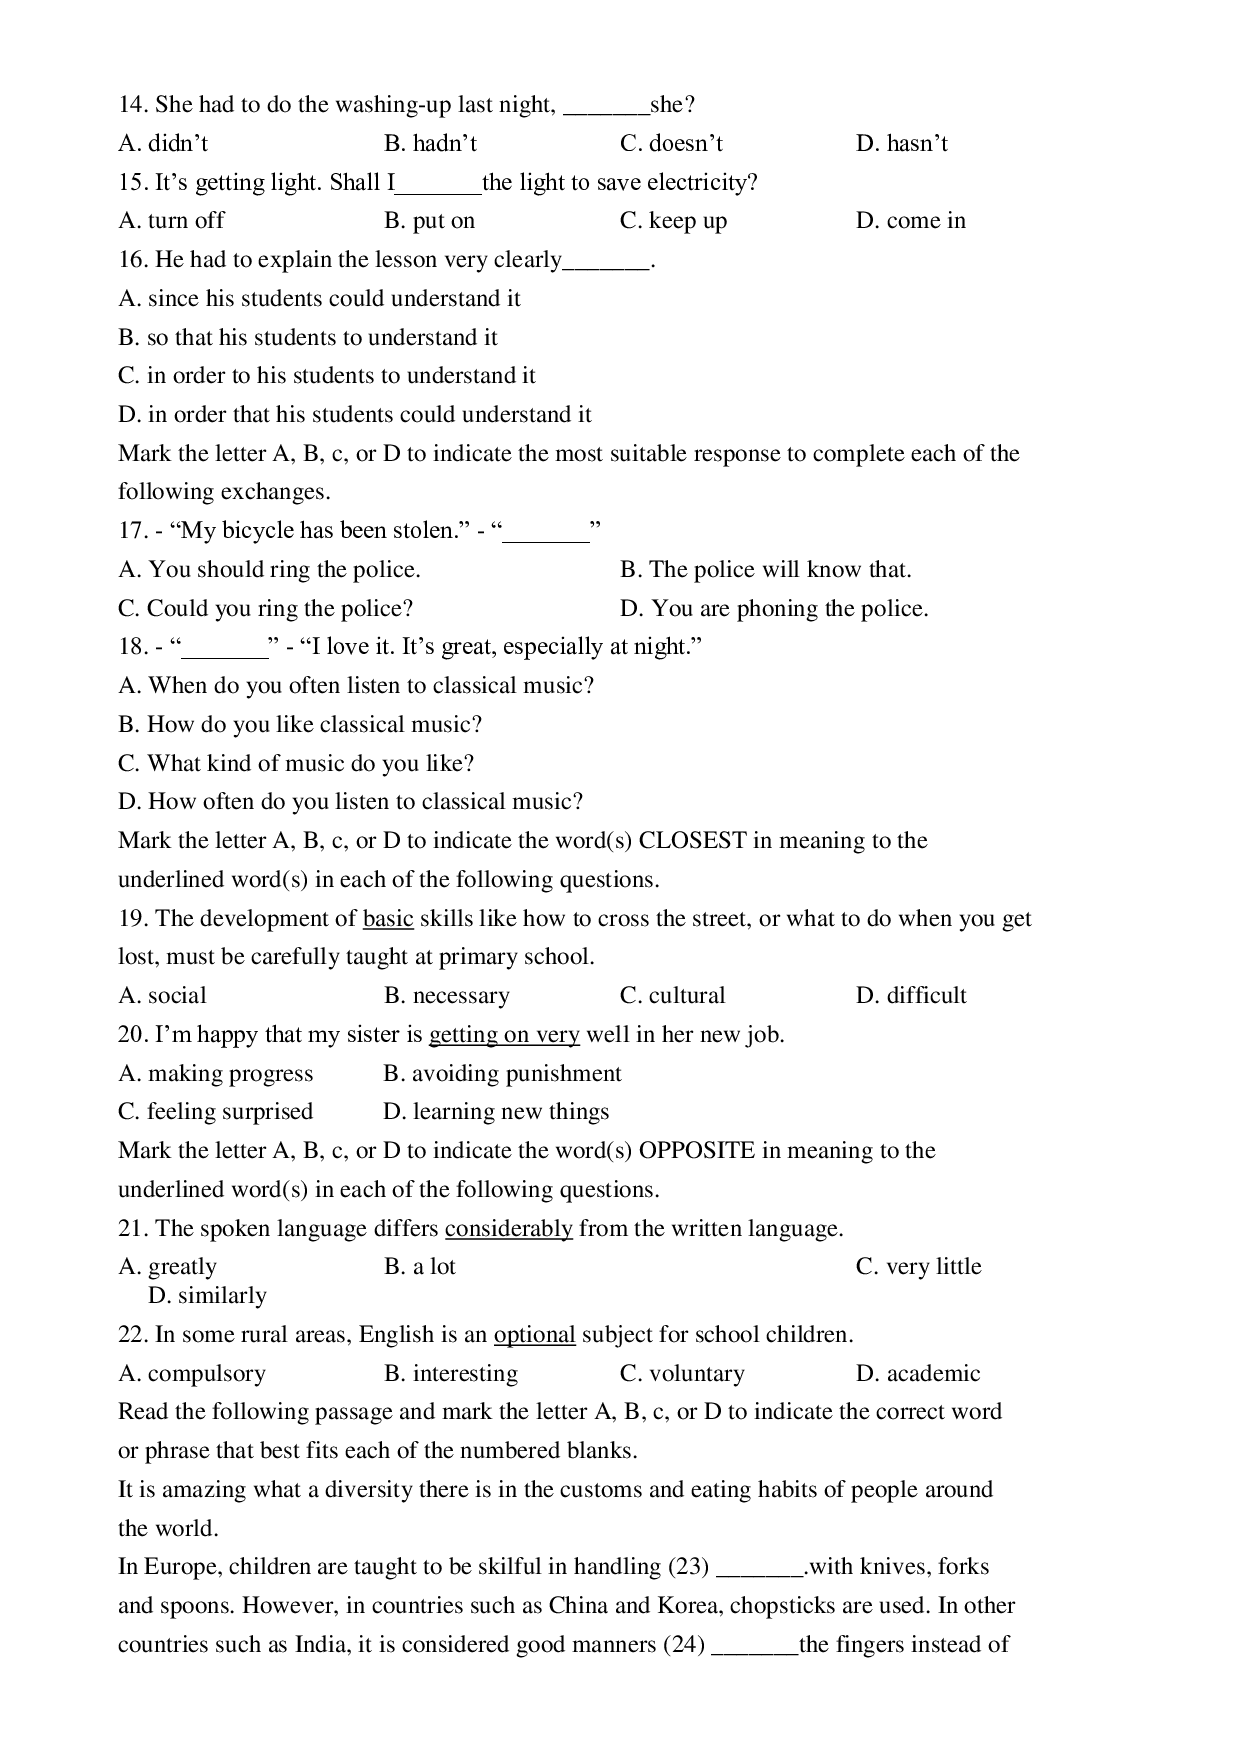 14. She had to do the washing-up last night, _______she?
A. didn’t B. hadn’t C. doesn’t D. hasn’t
15. It’s getting light. Shall I_______the light to save electricity?
A. turn off B. put on C. keep up D. come in
16. He had to explain the lesson very clearly_______.
A. since his students could understand it
B. so that his students to understand it
C. in order to his students to understand it
D. in order that his students could understand it
Mark the letter A, B, c, or D to indicate the most suitable response to complete each of the
following exchanges.
17. - “My bicycle has been stolen.” - “_______”
A. You should ring the police. B. The police will know that.
C. Could you ring the police? D. You are phoning the police.
18. - “_______” - “I love it. It’s great, especially at night.”
A. When do you often listen to classical music?
B. How do you like classical music?
C. What kind of music do you like?
D. How often do you listen to classical music?
Mark the letter A, B, c, or D to indicate the word(s) CLOSEST in meaning to the
underlined word(s) in each of the following questions.
19. The development of basic skills like how to cross the street, or what to do when you get
lost, must be carefully taught at primary school.
A. social B. necessary C. cultural D. difficult
20. I’m happy that my sister is getting on very well in her new job.
A. making progress B. avoiding punishment
C. feeling surprised D. learning new things
Mark the letter A, B, c, or D to indicate the word(s) OPPOSITE in meaning to the
underlined word(s) in each of the following questions.
21. The spoken language differs considerably from the written language.
A. greatly B. a lot C. very little
D. similarly
22. In some rural areas, English is an optional subject for school children.
A. compulsory B. interesting C. voluntary D. academic
Read the following passage and mark the letter A, B, c, or D to indicate the correct word
or phrase that best fits each of the numbered blanks.
It is amazing what a diversity there is in the customs and eating habits of people around
the world.
In Europe, children are taught to be skilful in handling (23) _______.with knives, forks
and spoons. However, in countries such as China and Korea, chopsticks are used. In other
countries such as India, it is considered good manners (24) _______the fingers instead of